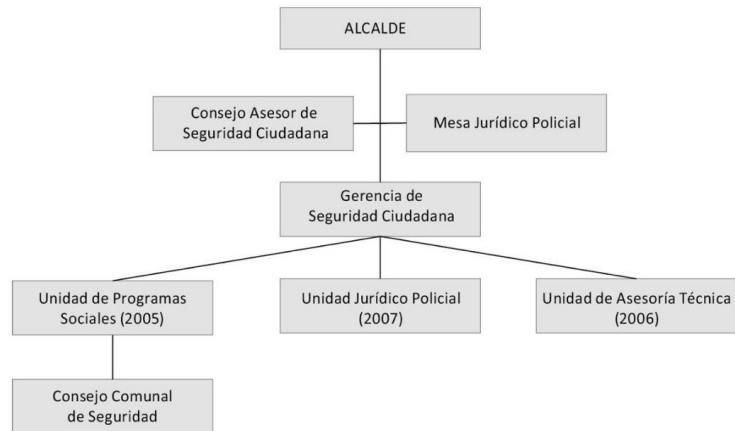 ALCALDE
Consejo Asesor de
Seguridad Ciudadana
Mesa Jurídico Policial
Gerencia de
Seguridad Ciudadana
Unidad de Programas
Sociales (2005)
Unidad Jurídico Policial
(2007)
Unidad de Asesoría Técnica
(2006)
Consejo Comunal
de Seguridad